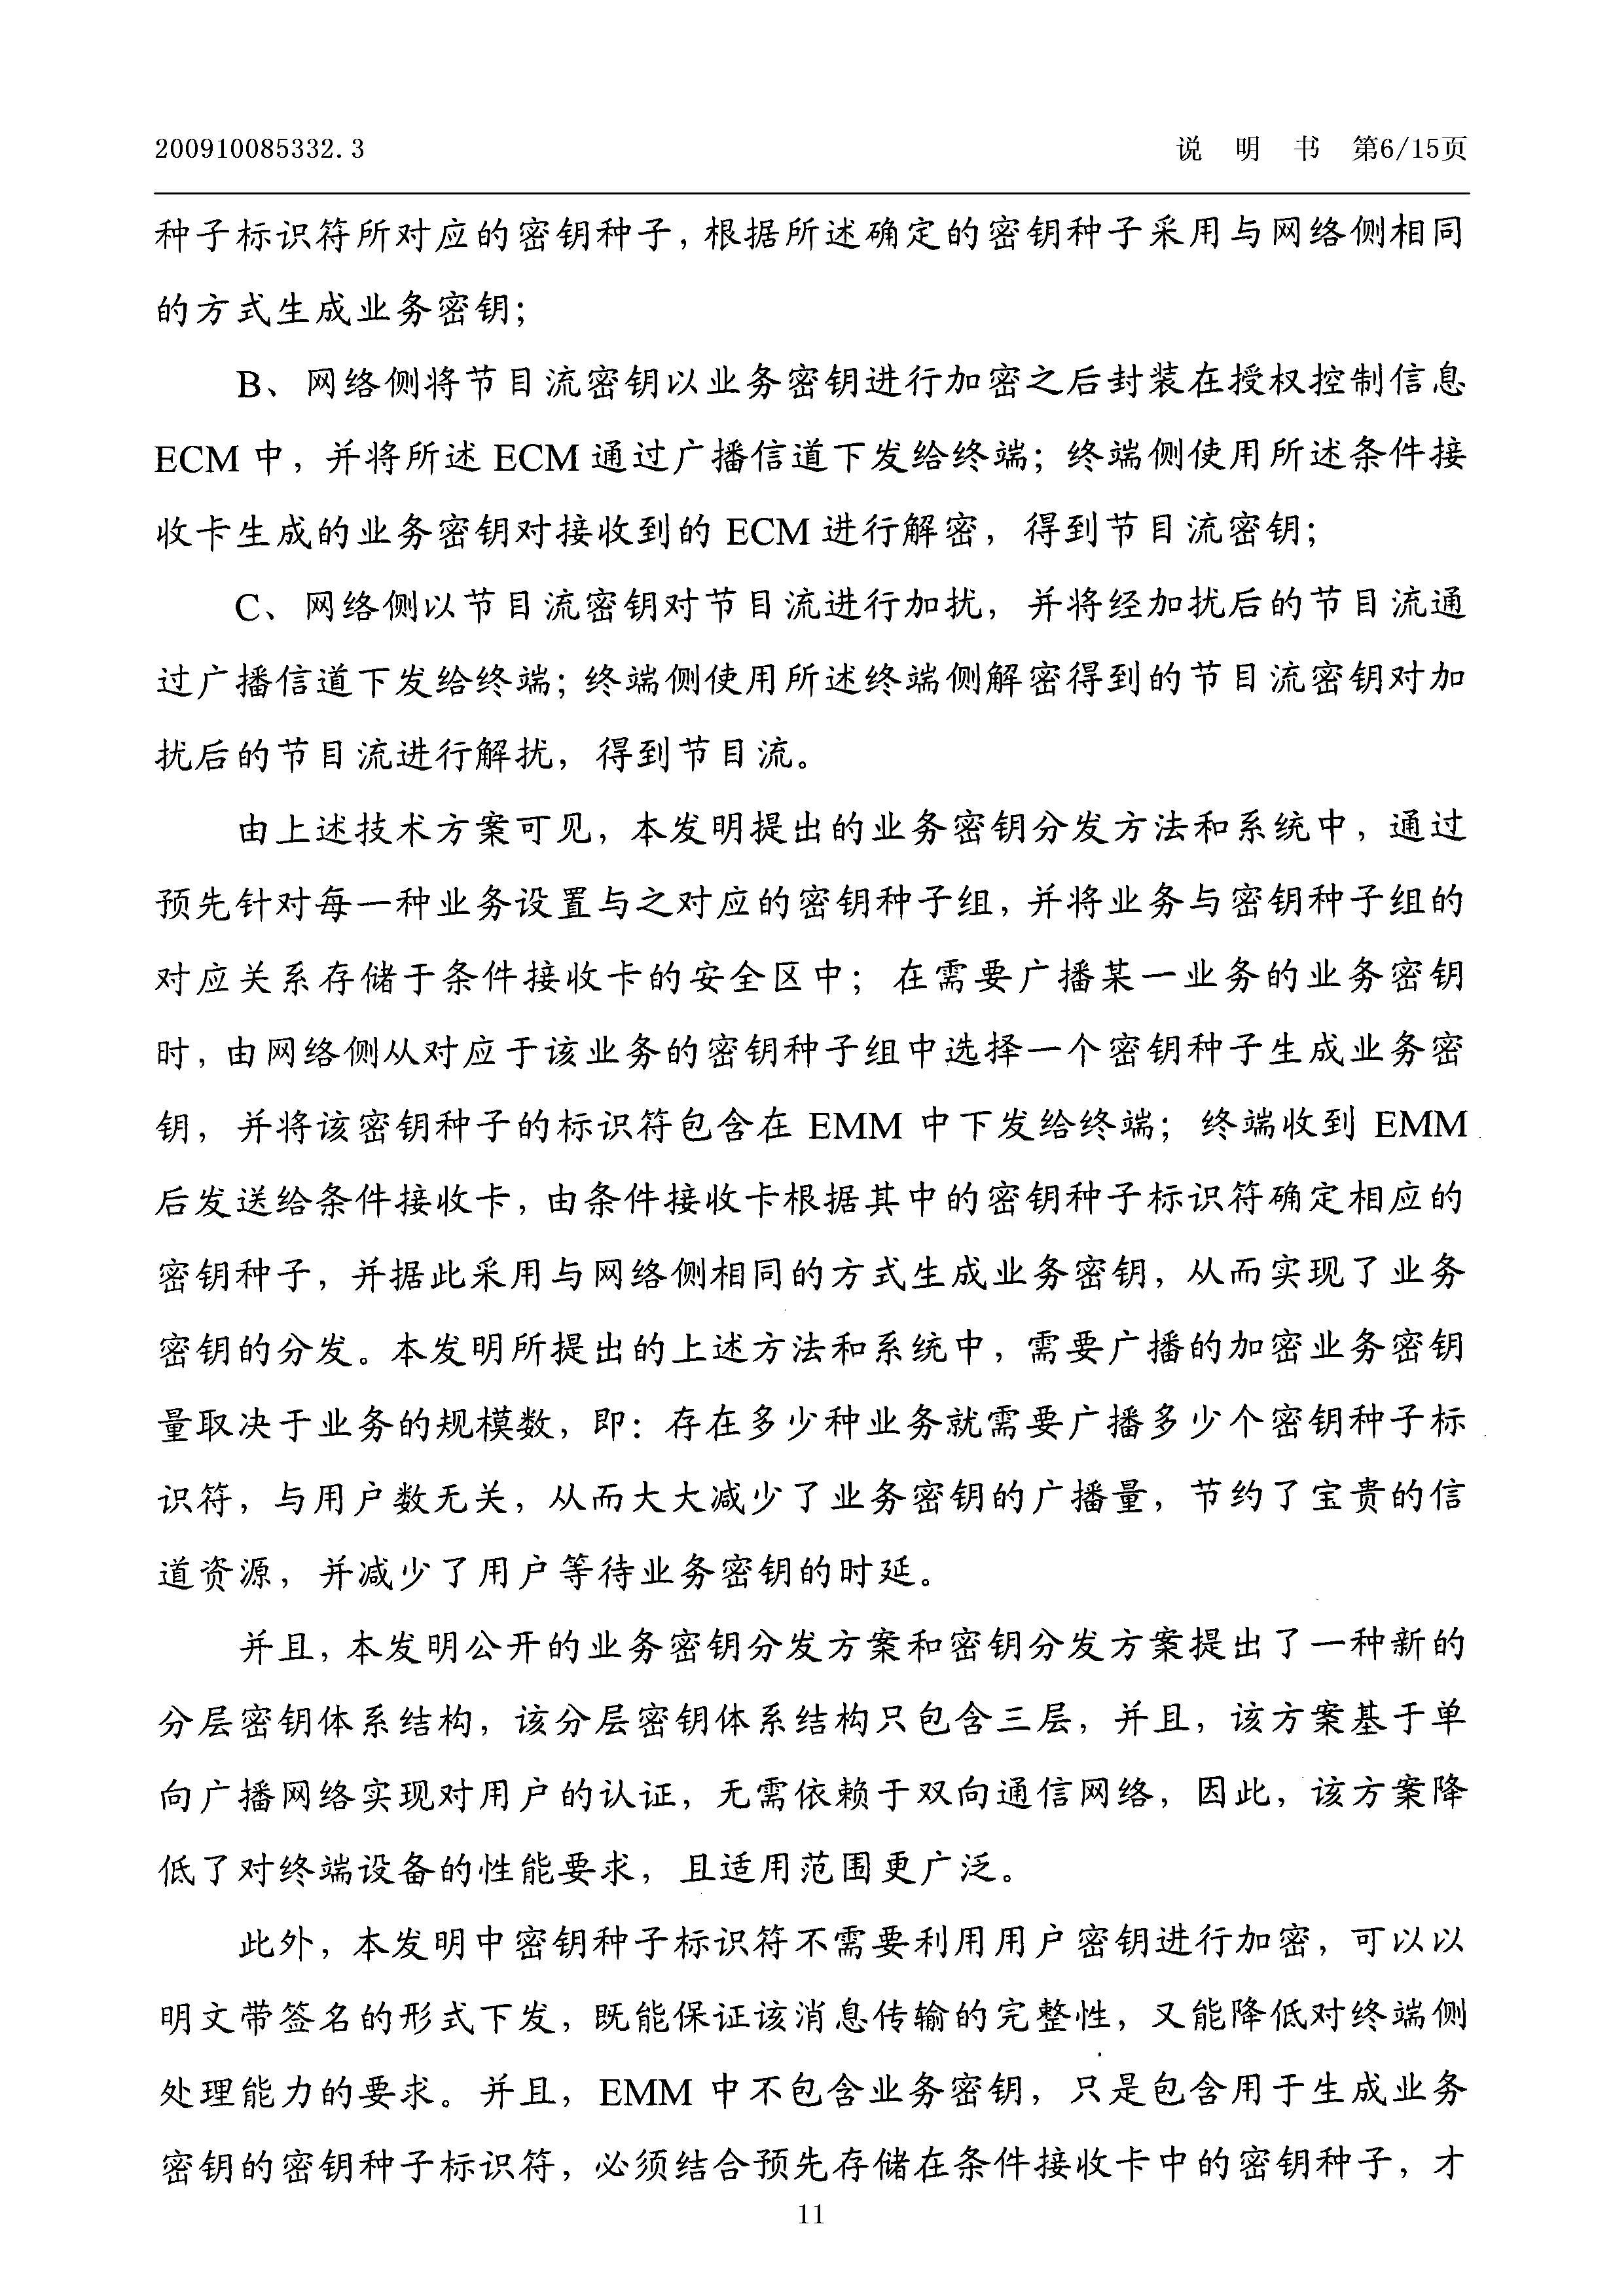 200910085332.3
说 明 书 第6/15页
种子标识符所对应的密钥种子，根据所述确定的密钥种子采用与网络侧相同
的方式生成业务密钥；
B、网络侧将节目流密钥以业务密钥进行加密之后封装在授权控制信息
ECM 中，并将所述 ECM 通过广播信道下发给终端；终端侧使用所述条件接
收卡生成的业务密钥对接收到的 ECM 进行解密，得到节目流密钥；
C、网络侧以节目流密钥对节目流进行加扰，并将经加扰后的节目流通
过广播信道下发给终端；终端侧使用所述终端侧解密得到的节目流密钥对加
扰后的节目流进行解扰，得到节目流。
由上述技术方案可见，本发明提出的业务密钥分发方法和系统中，通过
预先针对每一种业务设置与之对应的密钥种子组，并将业务与密钥种子组的
对应关系存储于条件接收卡的安全区中；在需要广播某一业务的业务密钥
时，由网络侧从对应于该业务的密钥种子组中选择一个密钥种子生成业务密
钥，并将该密钥种子的标识符包含在 EMM 中下发给终端；终端收到 EMM
后发送给条件接收卡，由条件接收卡根据其中的密钥种子标识符确定相应的
密钥种子，并据此采用与网络侧相同的方式生成业务密钥，从而实现了业务
密钥的分发。本发明所提出的上述方法和系统中，需要广播的加密业务密钥
量取决于业务的规模数，即：存在多少种业务就需要广播多少个密钥种子标
识符，与用户数无关，从而大大减少了业务密钥的广播量，节约了宝贵的信
道资源，并减少了用户等待业务密钥的时延。
并且，本发明公开的业务密钥分发方案和密钥分发方案提出了一种新的
分层密钥体系结构，该分层密钥体系结构只包含三层，并且，该方案基于单
向广播网络实现对用户的认证，无需依赖于双向通信网络，因此，该方案降
低了对终端设备的性能要求，且适用范围更广泛。
此外，本发明中密钥种子标识符不需要利用用户密钥进行加密，可以以
明文带签名的形式下发，既能保证该消息传输的完整性，又能降低对终端侧
处理能力的要求。并且，EMM 中不包含业务密钥，只是包含用于生成业务
密钥的密钥种子标识符，必须结合预先存储在条件接收卡中的密钥种子，才
11